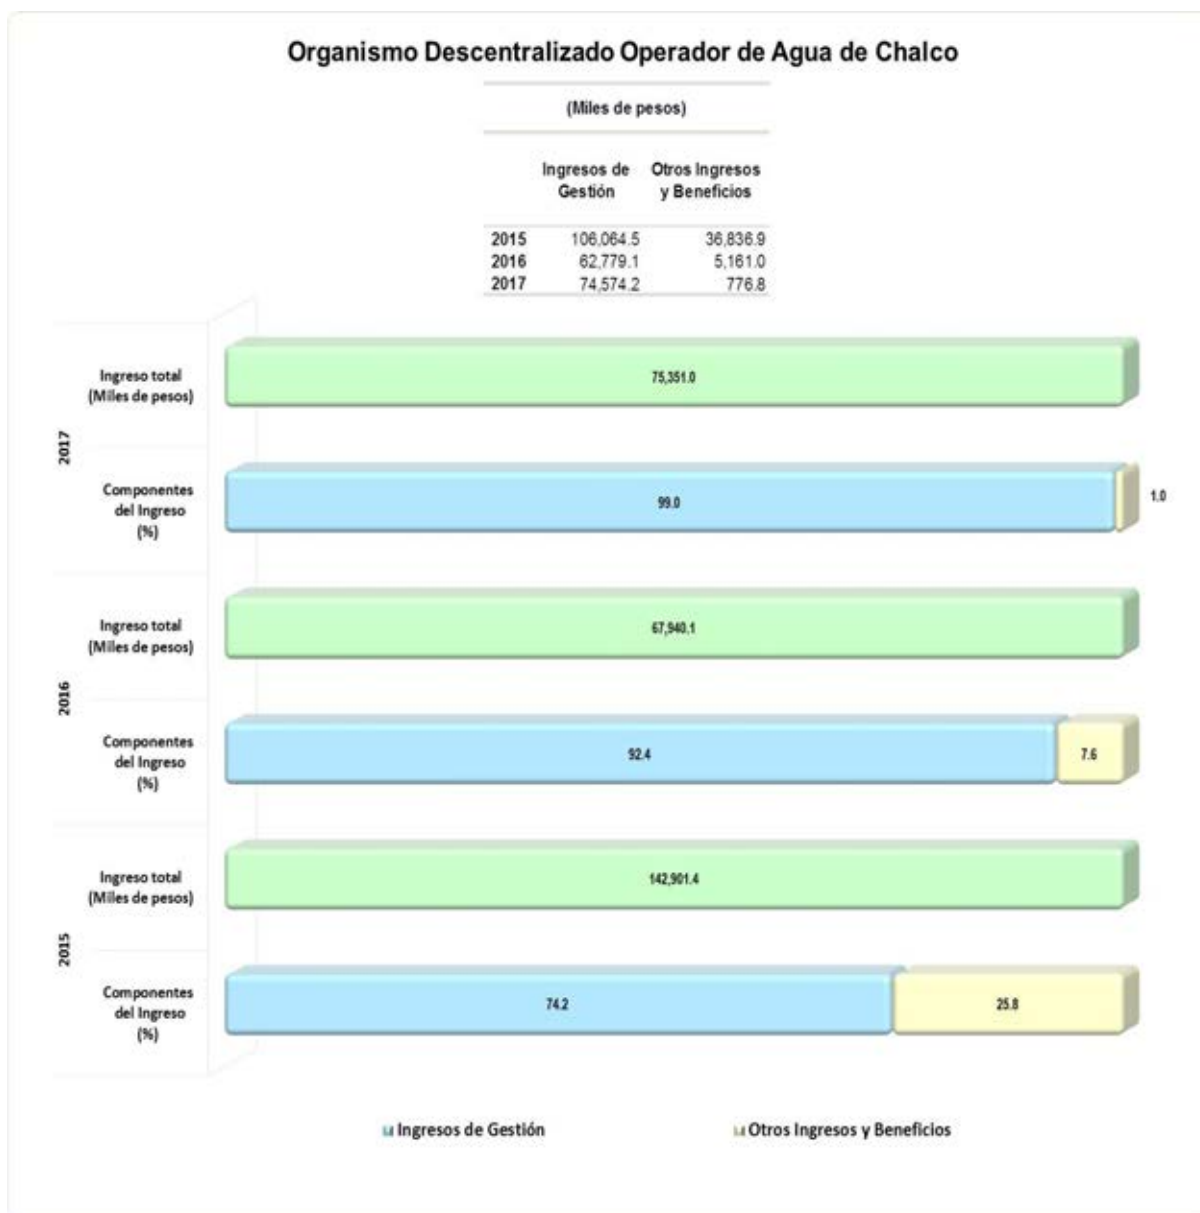 Organismo Descentralizado Operador de Agua de Chalco
(Miles de pesos)
Ingresos de Gestión Otros Ingresos y Beneficios
2015 106,064.5 36,836.9
2016 62,779.1 5,161.0
2017 74,574.2 776.8
2017
Ingreso total
(Miles de pesos)
75,351.0
Componentes
del Ingreso
(%)
99.0 1.0
2016
Ingreso total
(Miles de pesos)
67,940.1
Componentes
del Ingreso
(%)
92.4 7.6
2015
Ingreso total
(Miles de pesos)
142,901.4
Componentes
del Ingreso
(%)
74.2 25.8
Ingresos de Gestión Otros Ingresos y Beneficios